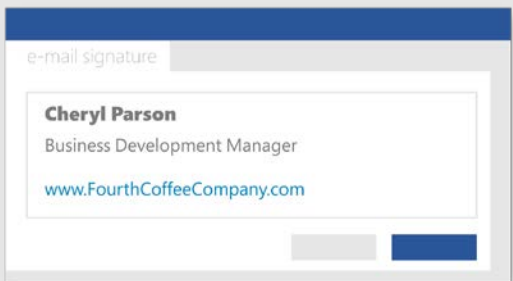 e-mail signature
Cheryl Parson
Business Development Manager
www.FourthCoffeeCompany.com